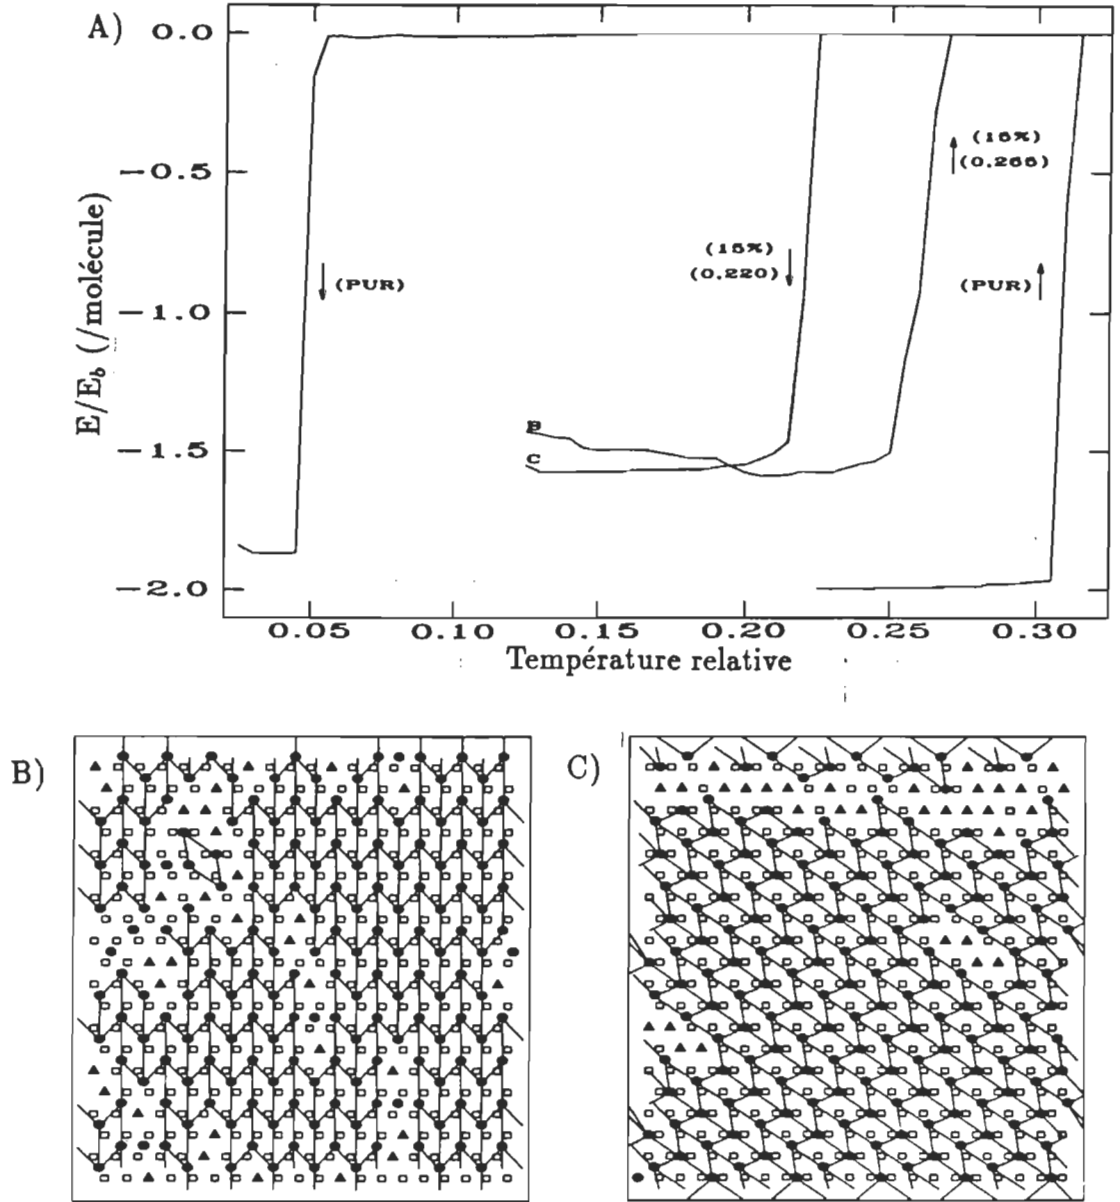 A)
0.0
−0.5
−1.0
−1.5
−2.0
E/E_b (/molécule)
(PUR)
(15%)
(0.220)
(15%)
(0.265)
(PUR)
B
C
0.05 0.10 0.15 0.20 0.25 0.30
Température relative
B)
C)